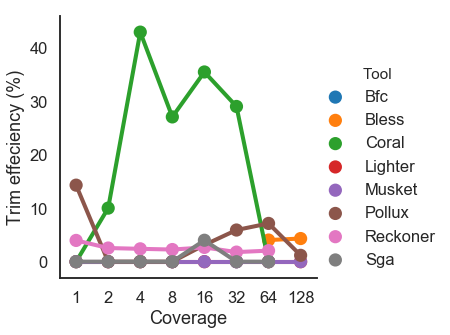 40
30
20
10
0
Trim effeciency (%)
1 2 4 8 16 32 64 128
Coverage
Tool
Bfc
Bless
Coral
Lighter
Musket
Pollux
Reckoner
Sga